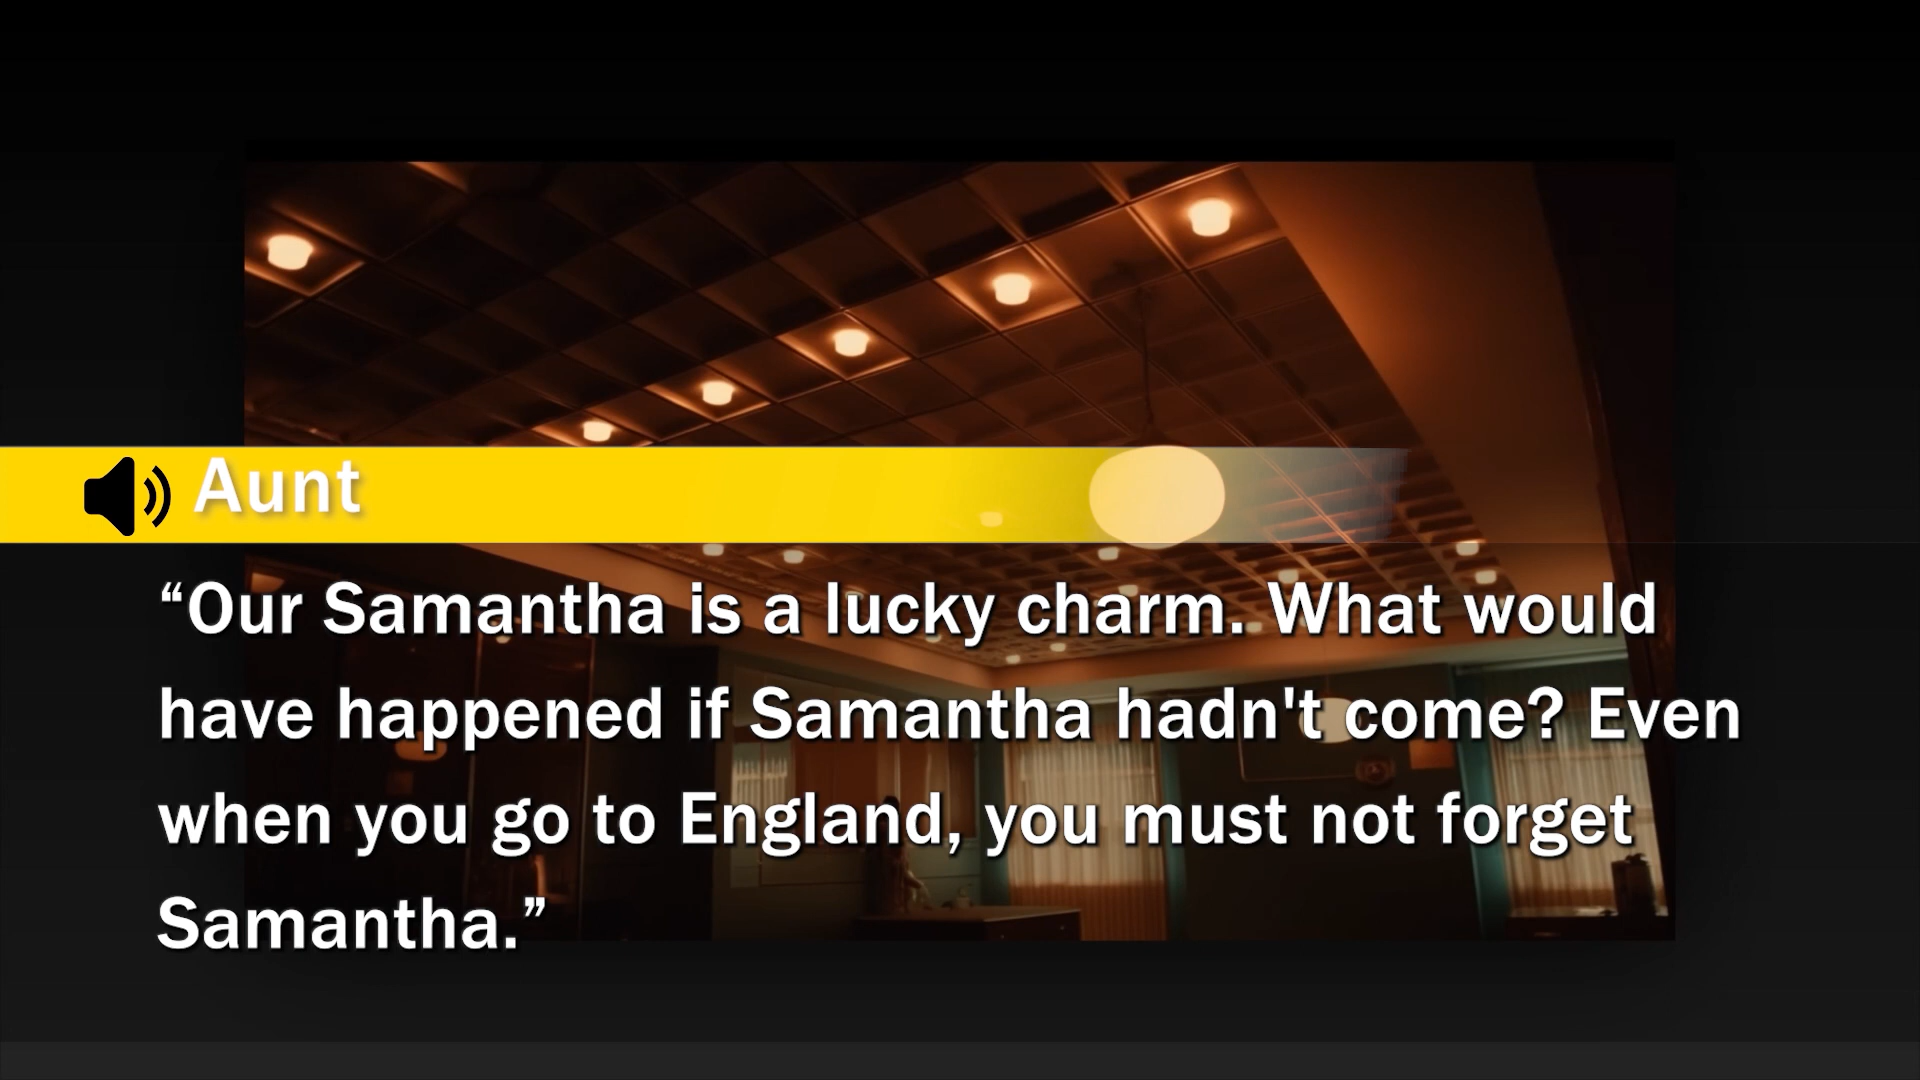 Aunt
“Our Samantha is a lucky charm. What would
have happened if Samantha hadn't come? Even
when you go to England, you must not forget
Samantha.”